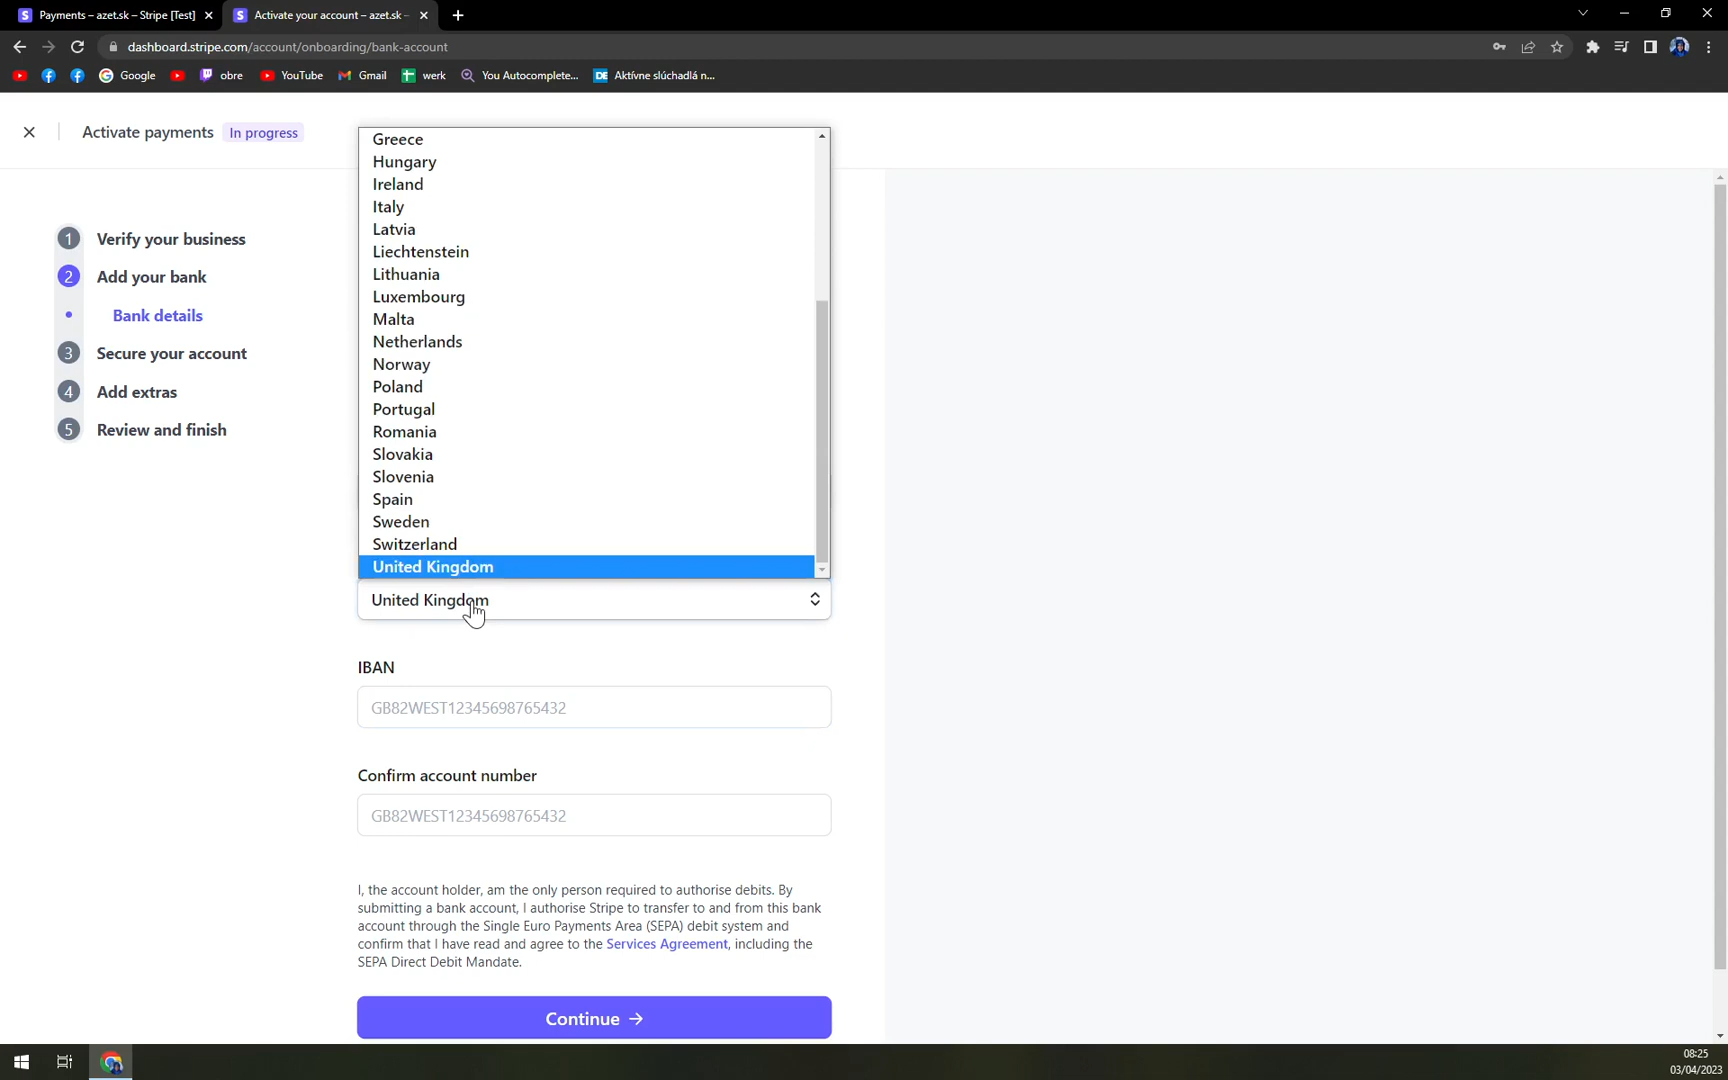 Payments – azet.sk – Stripe [Test]
Activate your account – azet.sk –
dashboard.stripe.com/account/onboarding/bank-account
Google
obre
YouTube
Gmail
werk
You Autocomplete...
DE
Aktívne slúchadlá n...
Activate payments
In progress
1 Verify your business
2 Add your bank
Bank details
3 Secure your account
4 Add extras
5 Review and finish
Greece
Hungary
Ireland
Italy
Latvia
Liechtenstein
Lithuania
Luxembourg
Malta
Netherlands
Norway
Poland
Portugal
Romania
Slovakia
Slovenia
Spain
Sweden
Switzerland
United Kingdom
United Kingdom
IBAN
GB82WEST12345698765432
Confirm account number
GB82WEST12345698765432
I, the account holder, am the only person required to authorise debits. By
submitting a bank account, I authorise Stripe to transfer to and from this bank
account through the Single Euro Payments Area (SEPA) debit system and
confirm that I have read and agree to the Services Agreement, including the
SEPA Direct Debit Mandate.
Continue →
08:25
03/04/2023